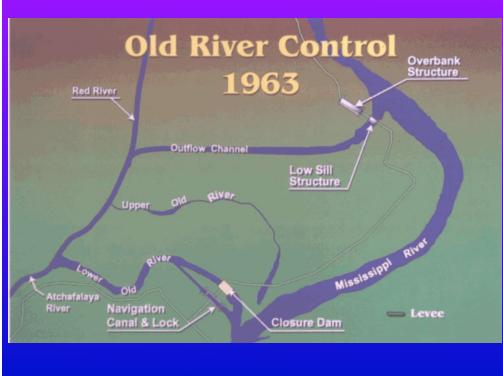 Old River Control
1963
Overbank
Structure
Red River
Outflow Channel
Low Sill
Structure
Upper Old River
Lower Old River
Mississippi River
Atchafalaya
River
Navigation
Canal & Lock
Closure Dam
Levee